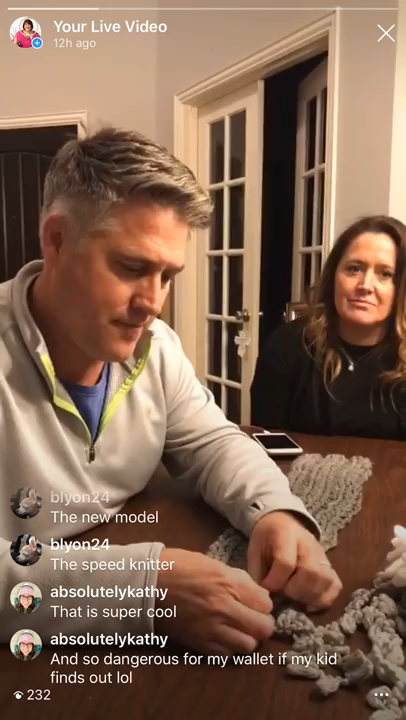 Your Live Video
12h ago
blyon24
The new model
blyon24
The speed knitter
absolutelykathy
That is super cool
absolutelykathy
And so dangerous for my wallet if my kid
finds out lol
232